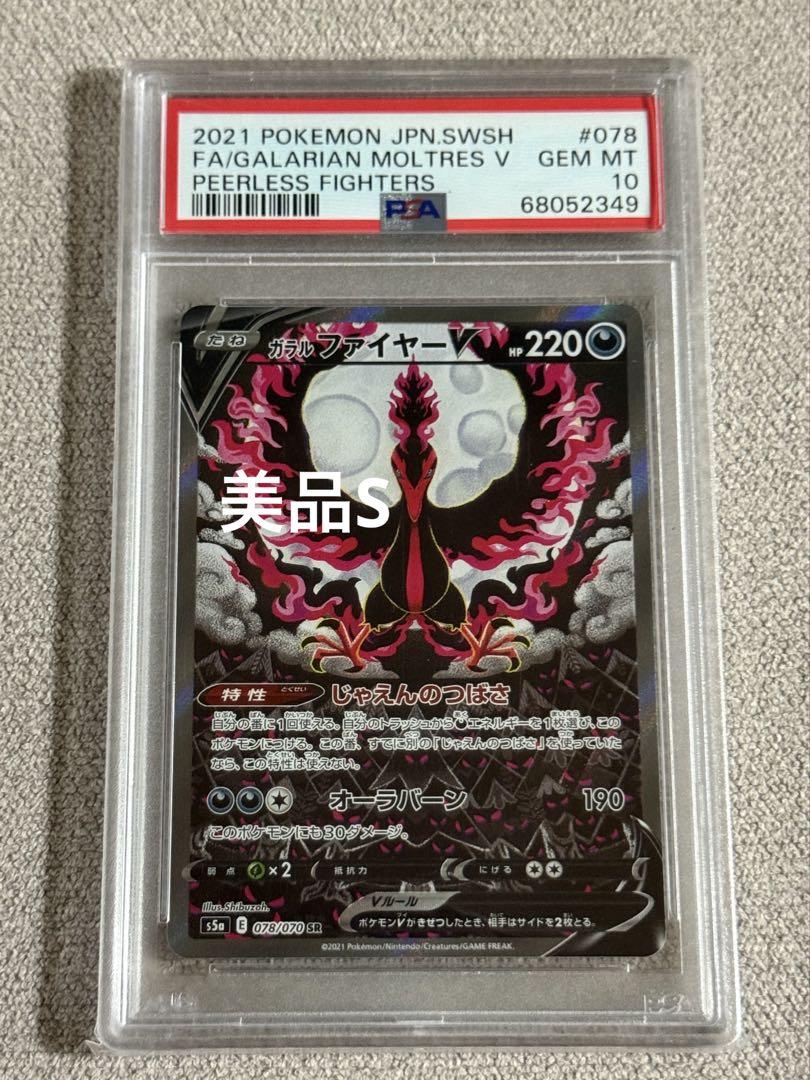 2021 POKEMON JPN.SWSH #078
FA/GALARIAN MOLTRES V GEM MT
PEERLESS FIGHTERS 10
PSA 68052349
たね ガラル ファイヤーV HP 220
美品S
特性 とくせい じゃえんのつばさ
自分の番に1回使える。自分のトラッシュからエネルギーを1枚選び、この
ポケモンにつける。この番、すでに別の「じゃえんのつばさ」を使っていた
なら、この特性は使えない。
オーラバーン 190
このポケモンにも30ダメージ。
弱点 ×2 抵抗力 にげる
Illus. Shibuzoh.
Vルール
ポケモンVがきぜつしたとき、相手はサイドを2枚とる。
s5a E 078/070 SR
©2021 Pokémon/Nintendo/Creatures/GAME FREAK.